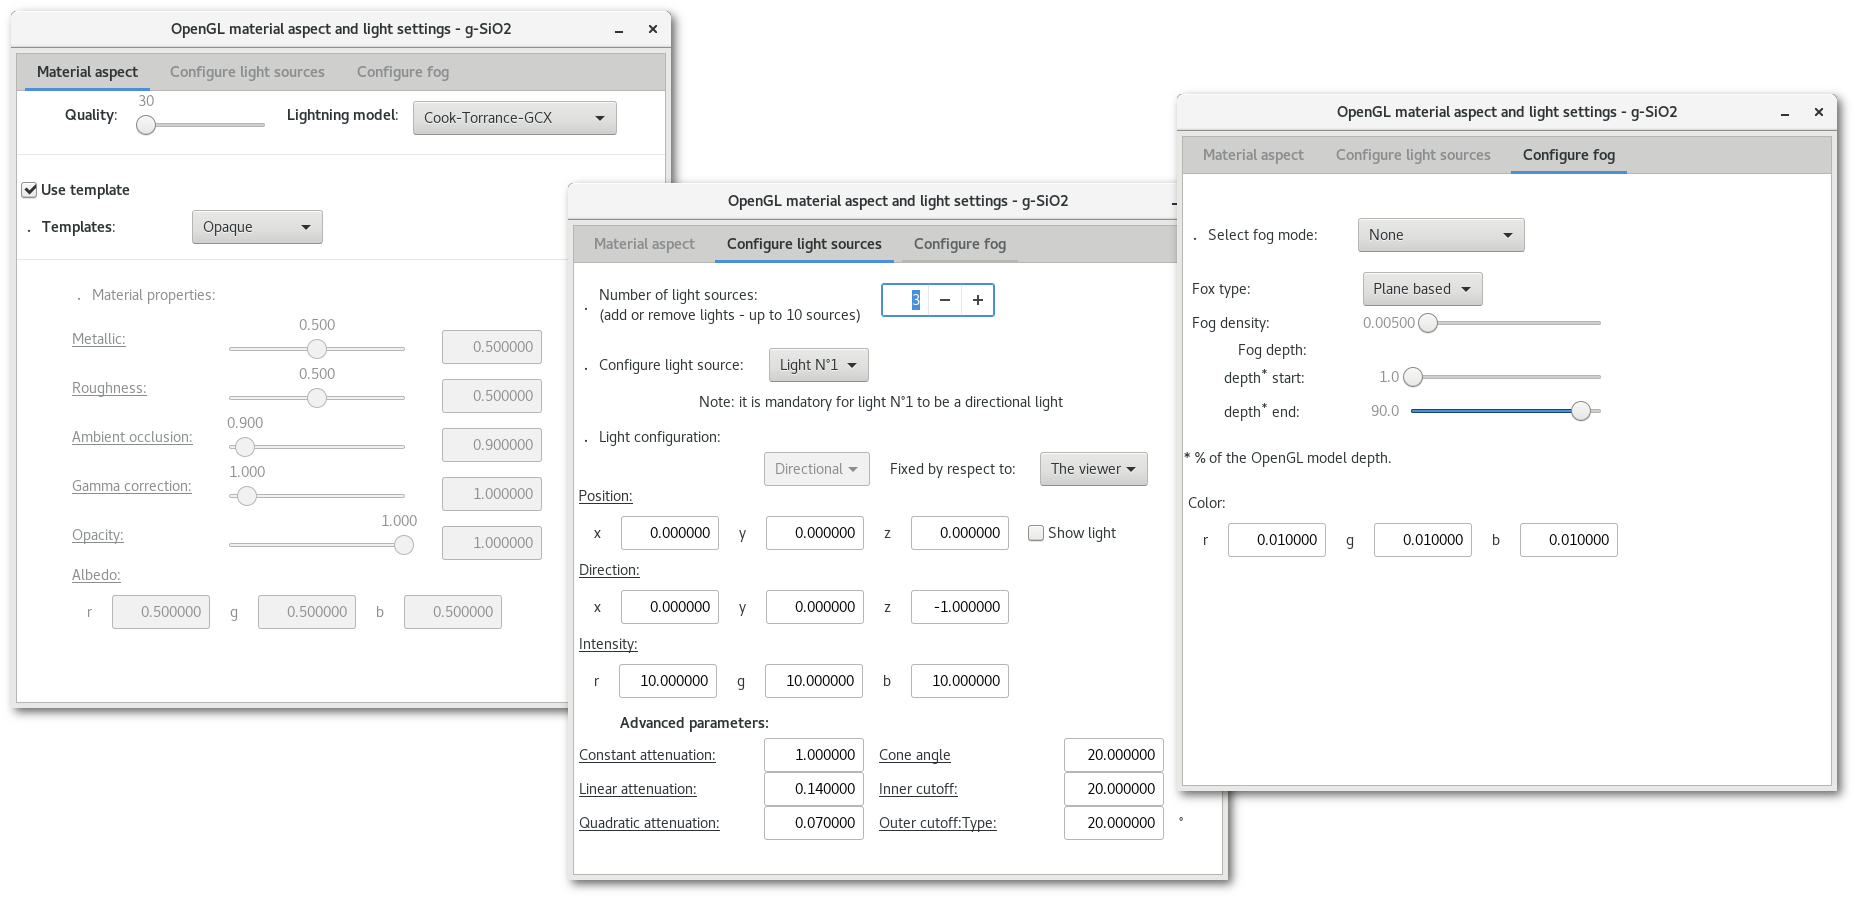 OpenGL material aspect and light settings - g-SiO2
Material aspect Configure light sources Configure fog
Quality: 30 Lightning model: Cook-Torrance-GCX
Use template
. Templates: Opaque
. Material properties:
Metallic: 0.500 0.500000
Roughness: 0.500 0.500000
Ambient occlusion: 0.900 0.900000
Gamma correction: 1.000 1.000000
Opacity: 1.000 1.000000
Albedo:
r 0.500000 g 0.500000 b 0.500000
OpenGL material aspect and light settings - g-SiO2
Material aspect Configure light sources Configure fog
Number of light sources:
. (add or remove lights - up to 10 sources) 3 − +
. Configure light source: Light N°1
Note: it is mandatory for light N°1 to be a directional light
. Light configuration:
Directional Fixed by respect to: The viewer
Position:
x 0.000000 y 0.000000 z 0.000000 Show light
Direction:
x 0.000000 y 0.000000 z -1.000000
Intensity:
r 10.000000 g 10.000000 b 10.000000
Advanced parameters:
Constant attenuation: 1.000000 Cone angle 20.000000
Linear attenuation: 0.140000 Inner cutoff: 20.000000
Quadratic attenuation: 0.070000 Outer cutoff:Type: 20.000000 °
OpenGL material aspect and light settings - g-SiO2
Material aspect Configure light sources Configure fog
. Select fog mode: None
Fox type: Plane based
Fog density: 0.00500
Fog depth:
depth* start: 1.0
depth* end: 90.0
* % of the OpenGL model depth.
Color:
r 0.010000 g 0.010000 b 0.010000